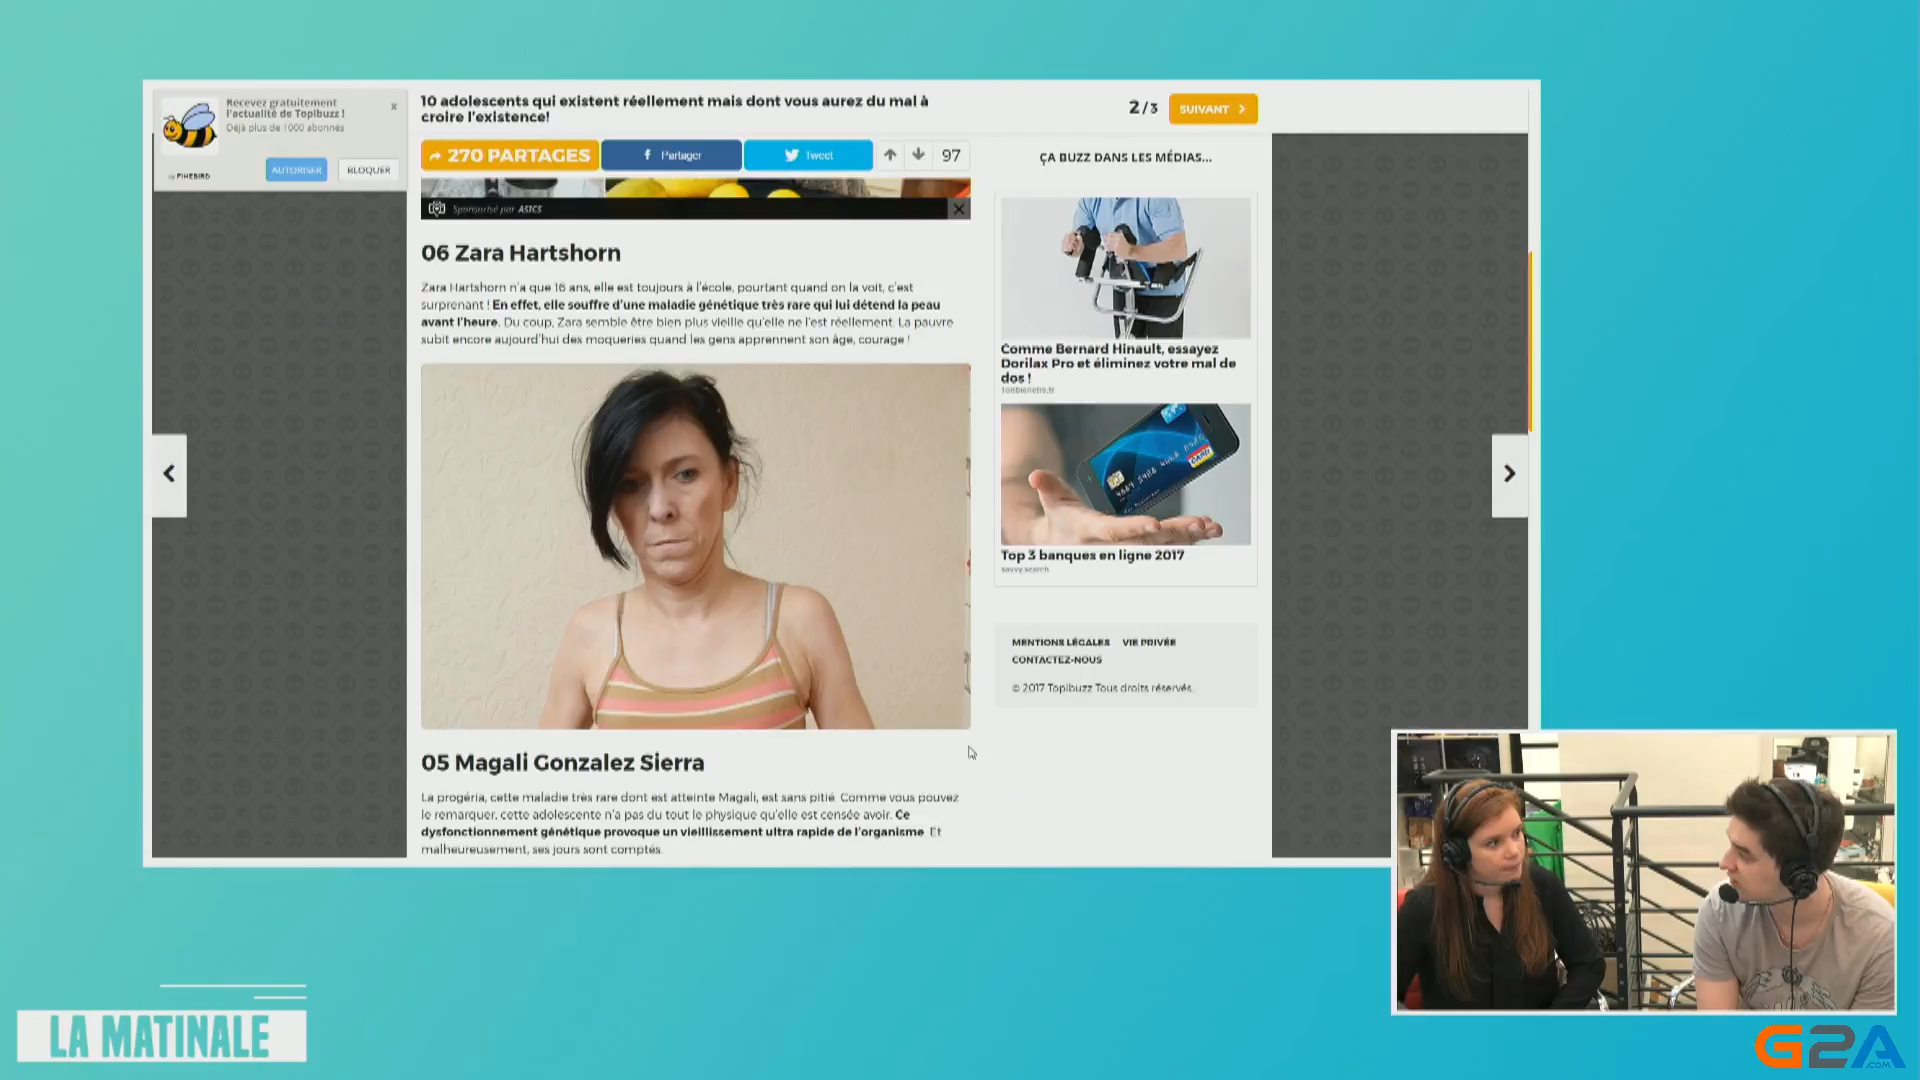 Recevez gratuitement
l'actualité de Topibuzz !
Déjà plus de 1000 abonnés
x
AUTORISER
BLOQUER
by FIREBIRD
10 adolescents qui existent réellement mais dont vous aurez du mal à
croire l'existence!
2/3
SUIVANT
270 PARTAGES
Partager
Tweet
97
ÇA BUZZ DANS LES MÉDIAS...
Sponsorisé par ASICS
06 Zara Hartshorn
Zara Hartshorn n'a que 16 ans, elle est toujours à l'école, pourtant quand on la voit, c'est
surprenant ! En effet, elle souffre d'une maladie génétique très rare qui lui détend la peau
avant l'heure. Du coup, Zara semble être bien plus vieille qu'elle ne l'est réellement. La pauvre
subit encore aujourd'hui des moqueries quand les gens apprennent son âge, courage !
Comme Bernard Hinault, essayez
Dorilax Pro et éliminez votre mal de
dos !
CARD
Top 3 banques en ligne 2017
savvy search
MENTIONS LÉGALES VIE PRIVÉE
CONTACTEZ-NOUS
© 2017 Topibuzz Tous droits réservés.
05 Magali Gonzalez Sierra
La progéria, cette maladie très rare dont est atteinte Magali, est sans pitié. Comme vous pouvez
le remarquer, cette adolescente n'a pas du tout le physique qu'elle est censée avoir. Ce
dysfonctionnement génétique provoque un vieillissement ultra rapide de l'organisme. Et
malheureusement, ses jours sont comptés.
LA MATINALE
G2A
.COM